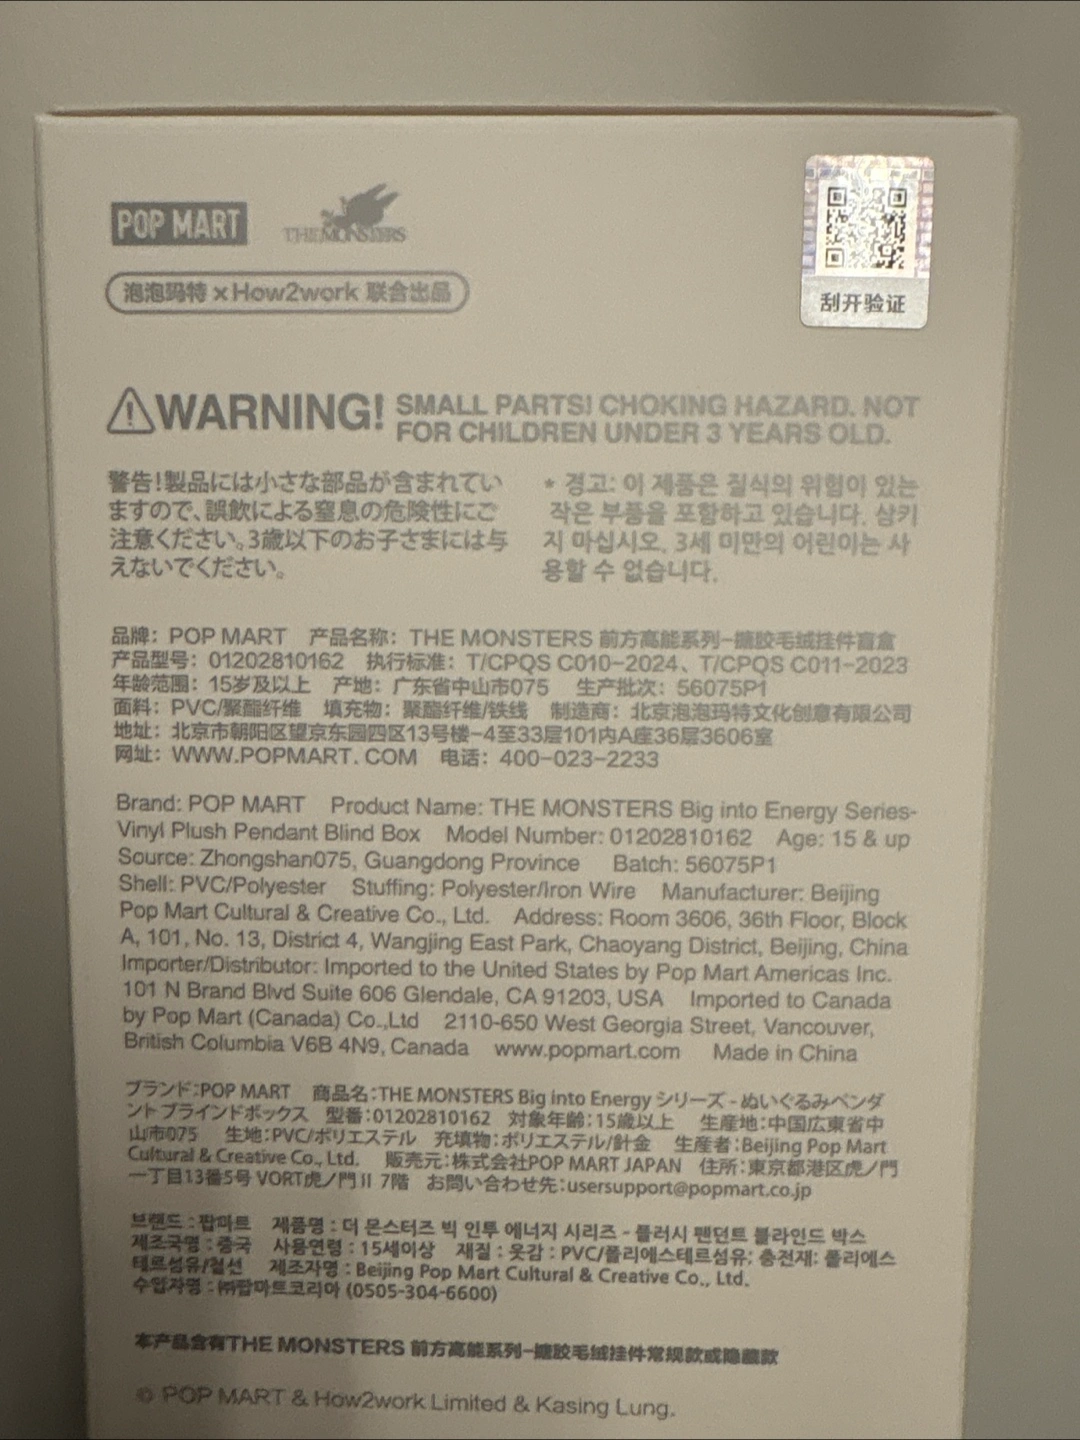 POP MART
THE MONSTERS
泡泡玛特 x How2work 联合出品
刮开验证
WARNING! SMALL PARTS! CHOKING HAZARD. NOT
FOR CHILDREN UNDER 3 YEARS OLD.
警告!製品には小さな部品が含まれてい
ますので、誤飲による窒息の危険性にご
注意ください。3歳以下のお子さまには与
えないでください。
* 경고: 이 제품은 질식의 위험이 있는
작은 부품을 포함하고 있습니다. 삼키
지 마십시오. 3세 미만의 어린이는 사
용할 수 없습니다.
品牌: POP MART 产品名称: THE MONSTERS 前方高能系列-搪胶毛绒挂件盲盒
产品型号: 01202810162 执行标准: T/CPQS C010-2024、T/CPQS C011-2023
年龄范围: 15岁及以上 产地: 广东省中山市075 生产批次: 56075P1
面料: PVC/聚酯纤维 填充物: 聚酯纤维/铁线 制造商: 北京泡泡玛特文化创意有限公司
地址: 北京市朝阳区望京东园四区13号楼-4至33层101内A座36层3606室
网址: WWW.POPMART.COM 电话: 400-023-2233
Brand: POP MART Product Name: THE MONSTERS Big into Energy Series-
Vinyl Plush Pendant Blind Box Model Number: 01202810162 Age: 15 & up
Source: Zhongshan075, Guangdong Province Batch: 56075P1
Shell: PVC/Polyester Stuffing: Polyester/Iron Wire Manufacturer: Beijing
Pop Mart Cultural & Creative Co., Ltd. Address: Room 3606, 36th Floor, Block
A, 101, No. 13, District 4, Wangjing East Park, Chaoyang District, Beijing, China
Importer/Distributor: Imported to the United States by Pop Mart Americas Inc.
101 N Brand Blvd Suite 606 Glendale, CA 91203, USA Imported to Canada
by Pop Mart (Canada) Co.,Ltd 2110-650 West Georgia Street, Vancouver,
British Columbia V6B 4N9, Canada www.popmart.com Made in China
ブランド:POP MART 商品名:THE MONSTERS Big into Energy シリーズ - ぬいぐるみペンダ
ント ブラインドボックス 型番:01202810162 対象年齢:15歳以上 生産地:中国広東省中
山市075 生地:PVC/ポリエステル 充填物:ポリエステル/針金 生産者:Beijing Pop Mart
Cultural & Creative Co., Ltd. 販売元:株式会社POP MART JAPAN 住所:東京都港区虎ノ門
一丁目13番5号 VORT虎ノ門Ⅱ 7階 お問い合わせ先:usersupport@popmart.co.jp
브랜드 : 팝마트 제품명 : 더 몬스터즈 빅 인투 에너지 시리즈 - 플러시 펜던트 블라인드 박스
제조국명 : 중국 사용연령 : 15세이상 재질 : 옷감 : PVC/폴리에스테르섬유; 충전재: 폴리에스
테르섬유/철선 제조자명 : Beijing Pop Mart Cultural & Creative Co., Ltd.
수입자명 : ㈜팝마트코리아 (0505-304-6600)
本产品含有THE MONSTERS 前方高能系列-搪胶毛绒挂件常规款或隐藏款
© POP MART & How2work Limited & Kasing Lung.